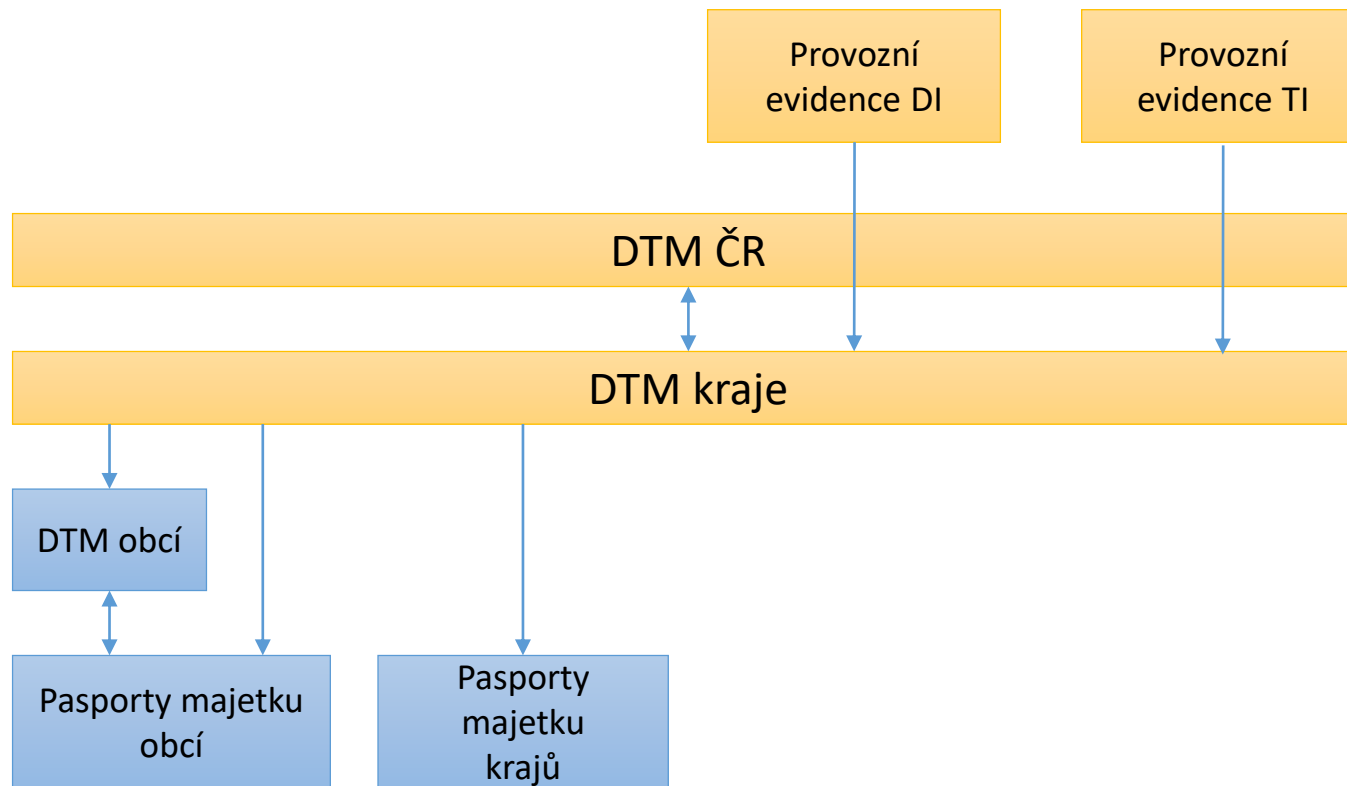 Provozní
evidence DI
Provozní
evidence TI
DTM ČR
DTM kraje
DTM obcí
Pasporty majetku
obcí
Pasporty
majetku
krajů